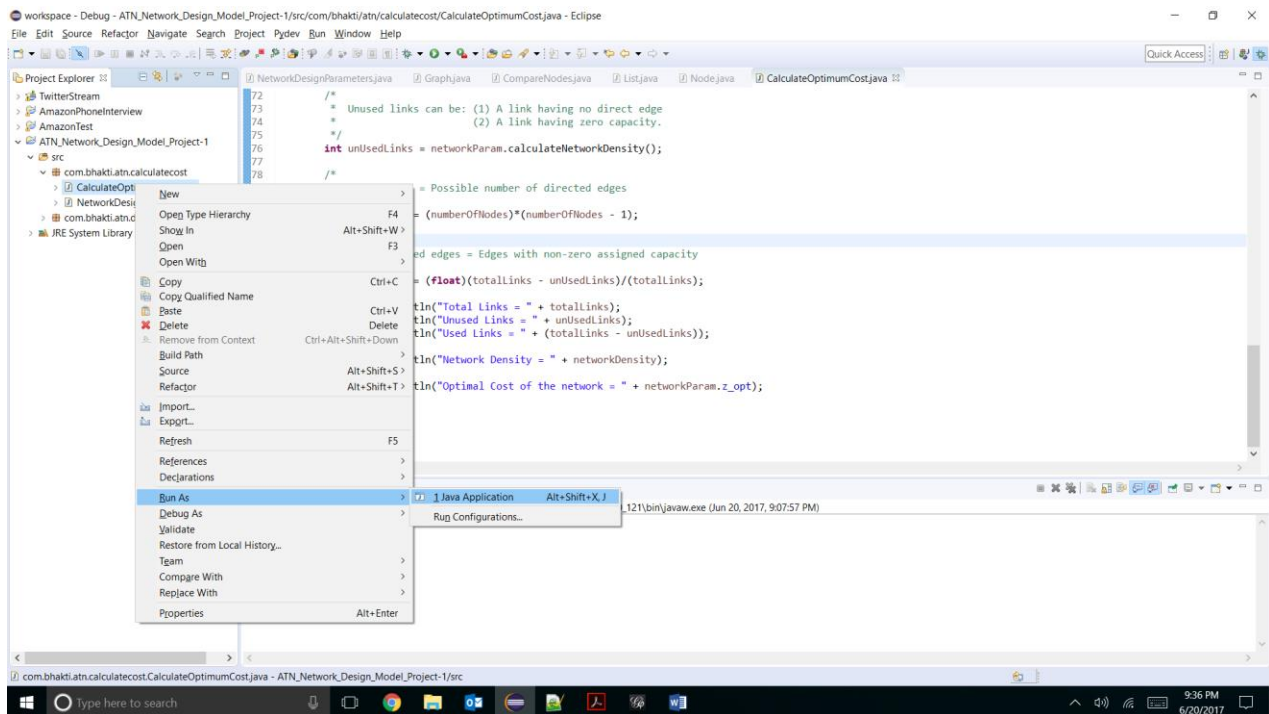 workspace - Debug - ATN_Network_Design_Model_Project-1/src/com/bhakti/atn/calculatecost/CalculateOptimumCost.java - Eclipse
File Edit Source Refactor Navigate Search Project Pydev Run Window Help
Quick Access
Project Explorer
NetworkDesignParameters.java Graph.java CompareNodes.java List.java Node.java CalculateOptimumCost.java
TwitterStream
AmazonPhoneInterview
AmazonTest
ATN_Network_Design_Model_Project-1
src
com.bhakti.atn.calculatecost
CalculateOpti
NetworkDesig
com.bhakti.atn.d
JRE System Library
72 /*
73 * Unused links can be: (1) A link having no direct edge
74 * (2) A link having zero capacity.
75 */
76 int unUsedLinks = networkParam.calculateNetworkDensity();
77
78 /*
= Possible number of directed edges
= (numberOfNodes)*(numberOfNodes - 1);
ed edges = Edges with non-zero assigned capacity
= (float)(totalLinks - unUsedLinks)/(totalLinks);
tln("Total Links = " + totalLinks);
tln("Unused Links = " + unUsedLinks);
tln("Used Links = " + (totalLinks - unUsedLinks));
tln("Network Density = " + networkDensity);
tln("Optimal Cost of the network = " + networkParam.z_opt);
New
Open Type Hierarchy F4
Show In Alt+Shift+W
Open F3
Open With
Copy Ctrl+C
Copy Qualified Name
Paste Ctrl+V
Delete Delete
Remove from Context Ctrl+Alt+Shift+Down
Build Path
Source Alt+Shift+S
Refactor Alt+Shift+T
Import...
Export...
Refresh F5
References
Declarations
Run As
Debug As
Validate
Restore from Local History...
Team
Compare With
Replace With
Properties Alt+Enter
1 Java Application Alt+Shift+X, J
Run Configurations...
_121\bin\javaw.exe (Jun 20, 2017, 9:07:57 PM)
com.bhakti.atn.calculatecost.CalculateOptimumCost.java - ATN_Network_Design_Model_Project-1/src
Type here to search
9:36 PM
6/20/2017